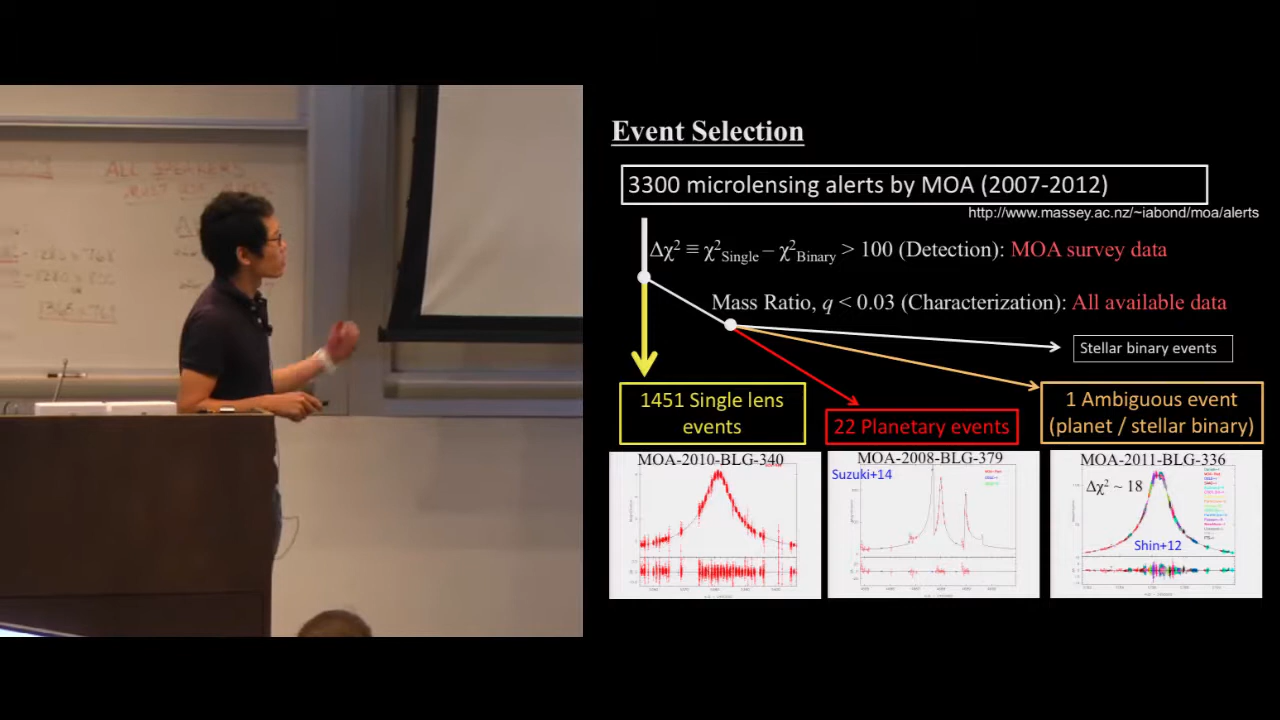 ALL SPEAKERS
Event Selection
3300 microlensing alerts by MOA (2007-2012)
http://www.massey.ac.nz/~iabond/moa/alerts
Δχ² ≡ χ²Single – χ²Binary > 100 (Detection): MOA survey data
Mass Ratio, q < 0.03 (Characterization): All available data
Stellar binary events
1451 Single lens
events
22 Planetary events
1 Ambiguous event
(planet / stellar binary)
MOA-2010-BLG-340
MOA-2008-BLG-379
Suzuki+14
MOA-2011-BLG-336
Δχ² ~ 18
Shin+12